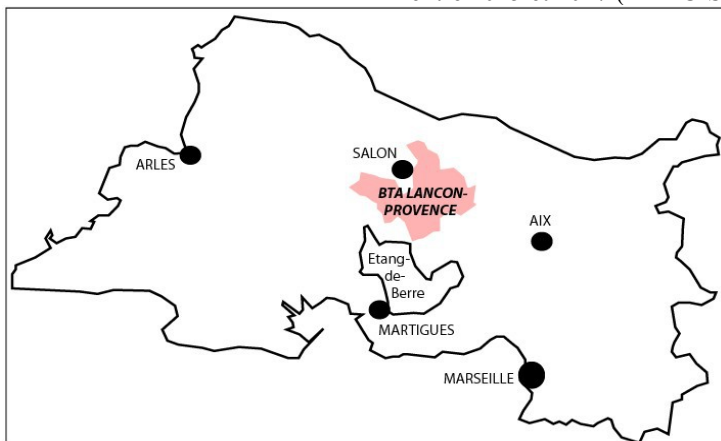 ARLES
SALON
BTA LANCON-
PROVENCE
AIX
Etang-
de-
Berre
MARTIGUES
MARSEILLE